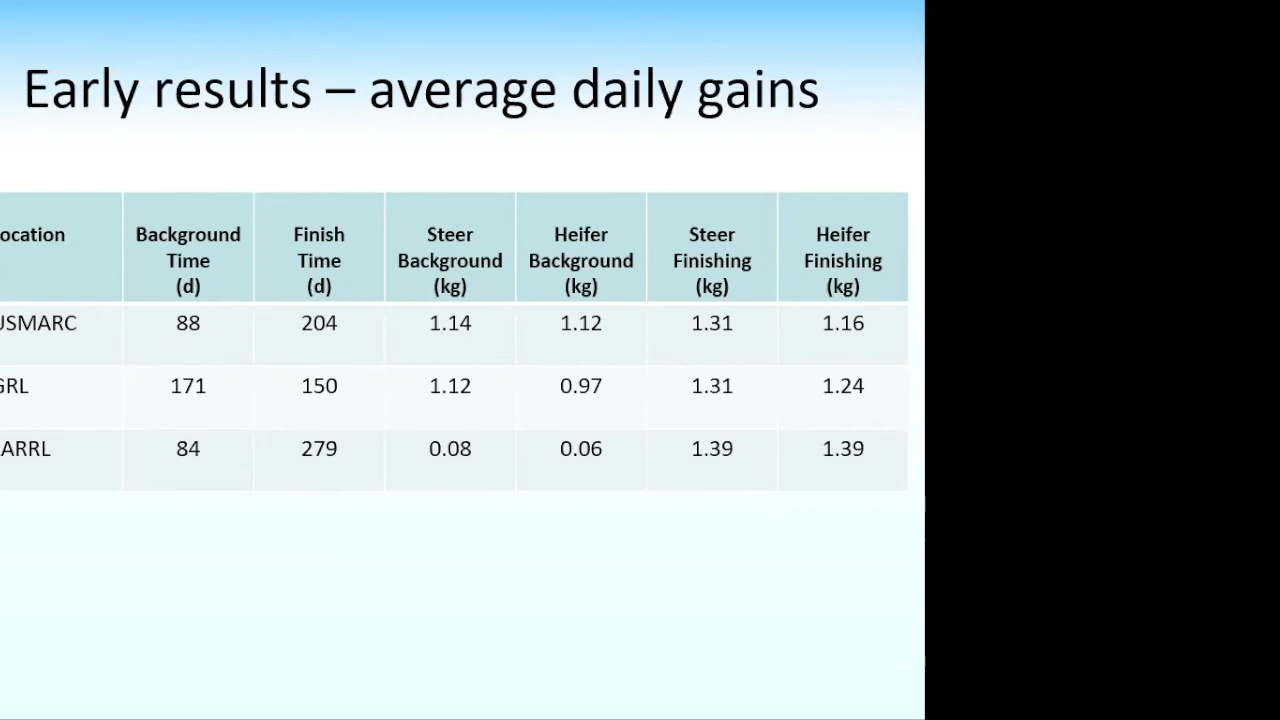 Early results – average daily gains
ocation Background Time (d) Finish Time (d) Steer Background (kg) Heifer Background (kg) Steer Finishing (kg) Heifer Finishing (kg)
USMARC 88 204 1.14 1.12 1.31 1.16
GRL 171 150 1.12 0.97 1.31 1.24
ARRL 84 279 0.08 0.06 1.39 1.39